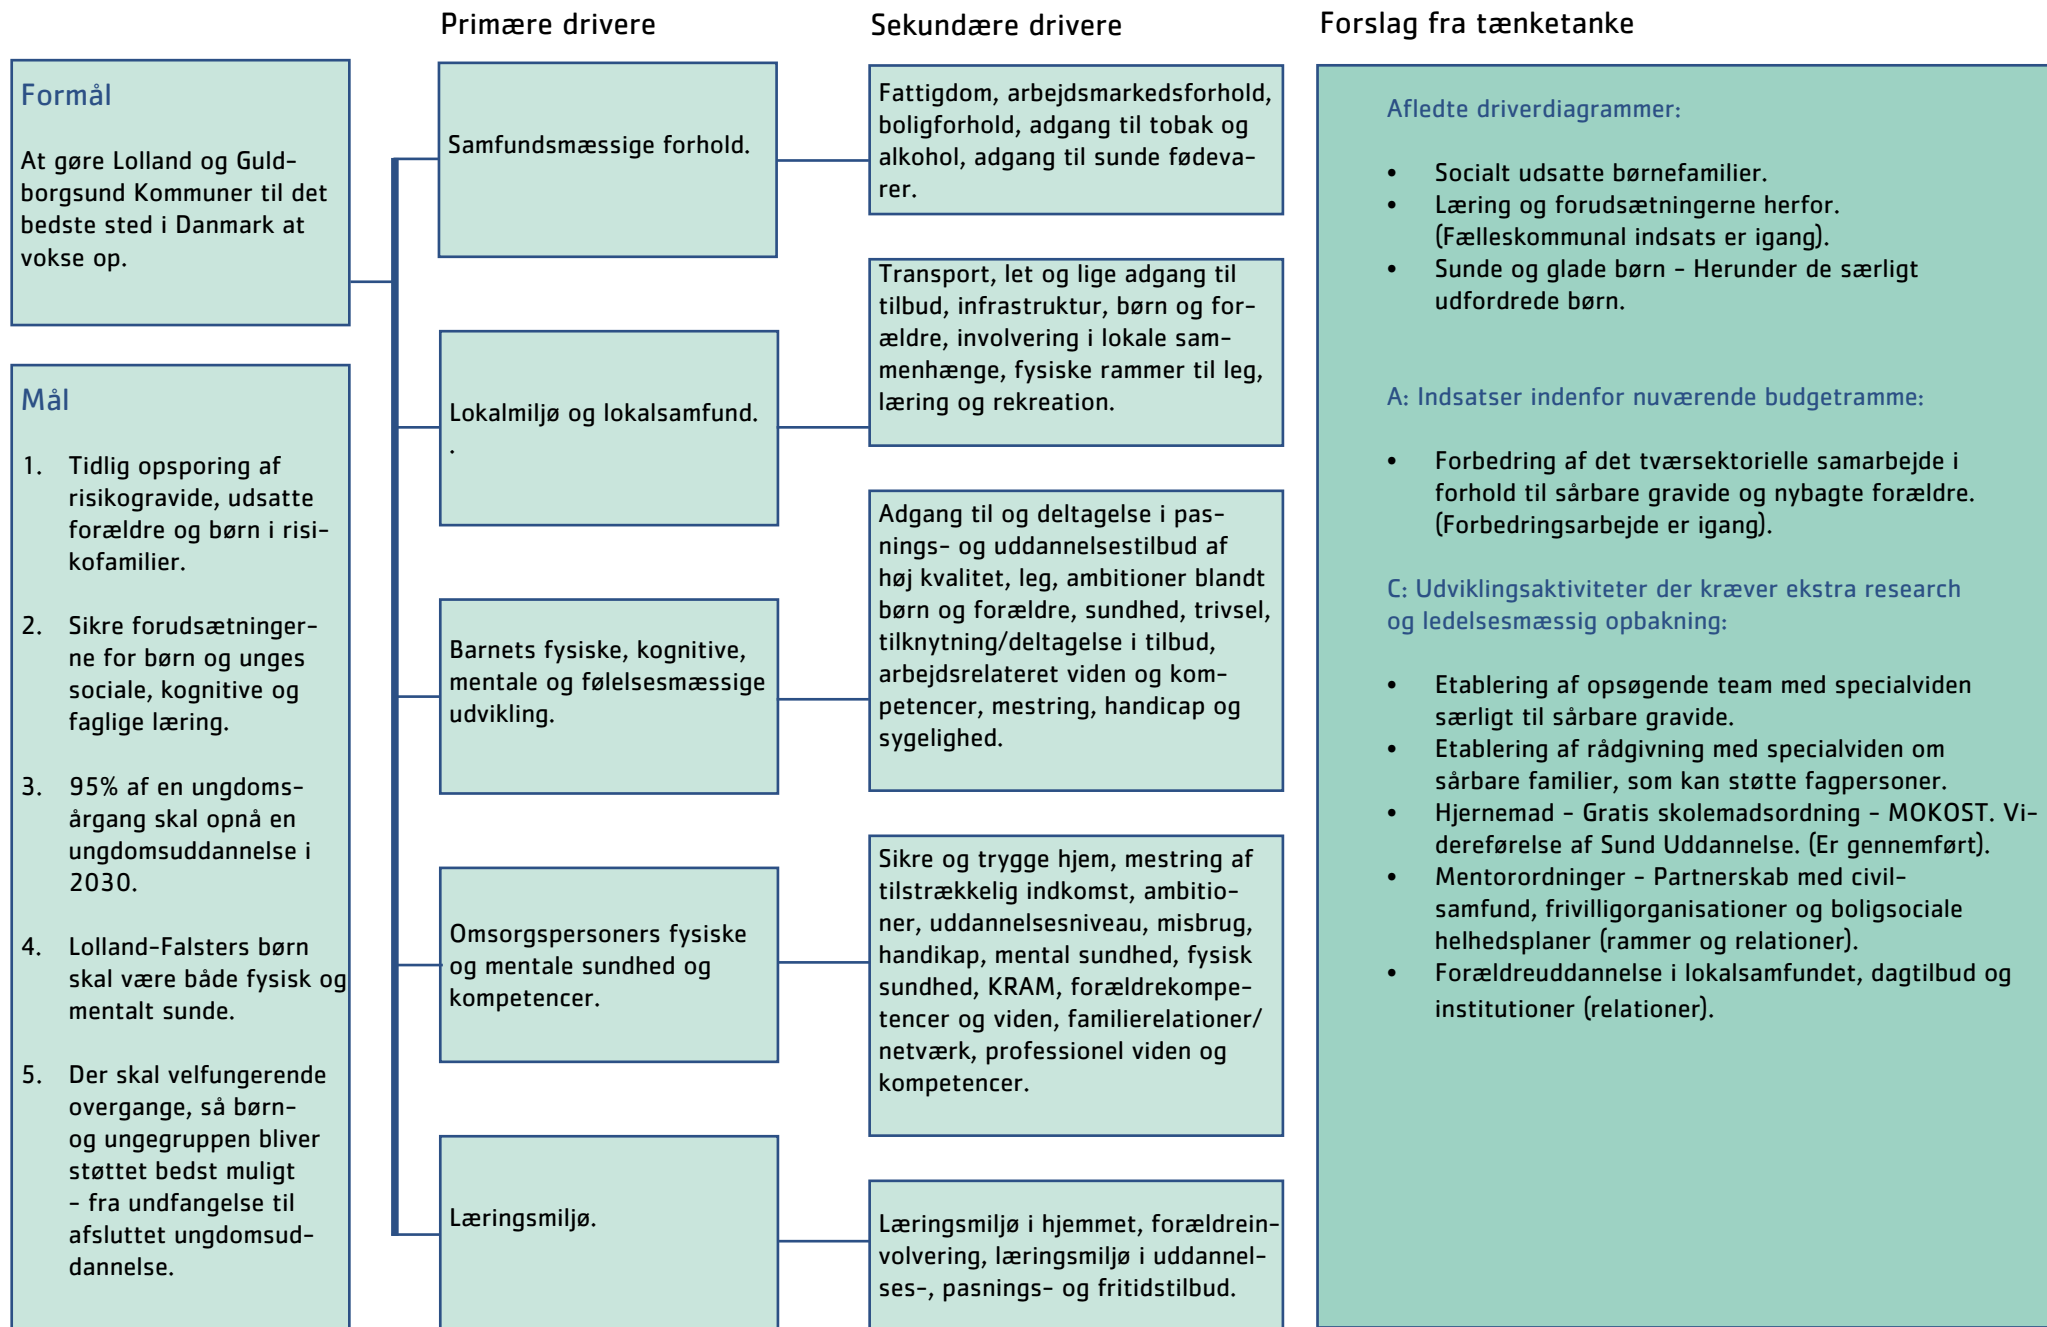 Primære drivere
Sekundære drivere
Forslag fra tænketanke
Formål
At gøre Lolland og Guld-
borgsund Kommuner til det
bedste sted i Danmark at
vokse op.
Mål
1. Tidlig opsporing af
risikogravide, udsatte
forældre og børn i risi-
kofamilier.
2. Sikre forudsætninger-
ne for børn og unges
sociale, kognitive og
faglige læring.
3. 95% af en ungdoms-
årgang skal opnå en
ungdomsuddannelse i
2030.
4. Lolland-Falsters børn
skal være både fysisk og
mentalt sunde.
5. Der skal velfungerende
overgange, så børn-
og ungegruppen bliver
støttet bedst muligt
- fra undfangelse til
afsluttet ungdomsud-
dannelse.
Samfundsmæssige forhold.
Lokalmiljø og lokalsamfund.
.
Barnets fysiske, kognitive,
mentale og følelsesmæssige
udvikling.
Omsorgspersoners fysiske
og mentale sundhed og
kompetencer.
Læringsmiljø.
Fattigdom, arbejdsmarkedsforhold,
boligforhold, adgang til tobak og
alkohol, adgang til sunde fødeva-
rer.
Transport, let og lige adgang til
tilbud, infrastruktur, børn og for-
ældre, involvering i lokale sam-
menhænge, fysiske rammer til leg,
læring og rekreation.
Adgang til og deltagelse i pas-
nings- og uddannelsestilbud af
høj kvalitet, leg, ambitioner blandt
børn og forældre, sundhed, trivsel,
tilknytning/deltagelse i tilbud,
arbejdsrelateret viden og kom-
petencer, mestring, handicap og
sygelighed.
Sikre og trygge hjem, mestring af
tilstrækkelig indkomst, ambitio-
ner, uddannelsesniveau, misbrug,
handikap, mental sundhed, fysisk
sundhed, KRAM, forældrekompe-
tencer og viden, familierelationer/
netværk, professionel viden og
kompetencer.
Læringsmiljø i hjemmet, forældrein-
volvering, læringsmiljø i uddannel-
ses-, pasnings- og fritidstilbud.
Afledte driverdiagrammer:
• Socialt udsatte børnefamilier.
• Læring og forudsætningerne herfor.
(Fælleskommunal indsats er igang).
• Sunde og glade børn - Herunder de særligt
udfordrede børn.
A: Indsatser indenfor nuværende budgetramme:
• Forbedring af det tværsektorielle samarbejde i
forhold til sårbare gravide og nybagte forældre.
(Forbedringsarbejde er igang).
C: Udviklingsaktiviteter der kræver ekstra research
og ledelsesmæssig opbakning:
• Etablering af opsøgende team med specialviden
særligt til sårbare gravide.
• Etablering af rådgivning med specialviden om
sårbare familier, som kan støtte fagpersoner.
• Hjernemad - Gratis skolemadsordning - MOKOST. Vi-
dereførelse af Sund Uddannelse. (Er gennemført).
• Mentorordninger - Partnerskab med civil-
samfund, frivilligorganisationer og boligsociale
helhedsplaner (rammer og relationer).
• Forældreuddannelse i lokalsamfundet, dagtilbud og
institutioner (relationer).